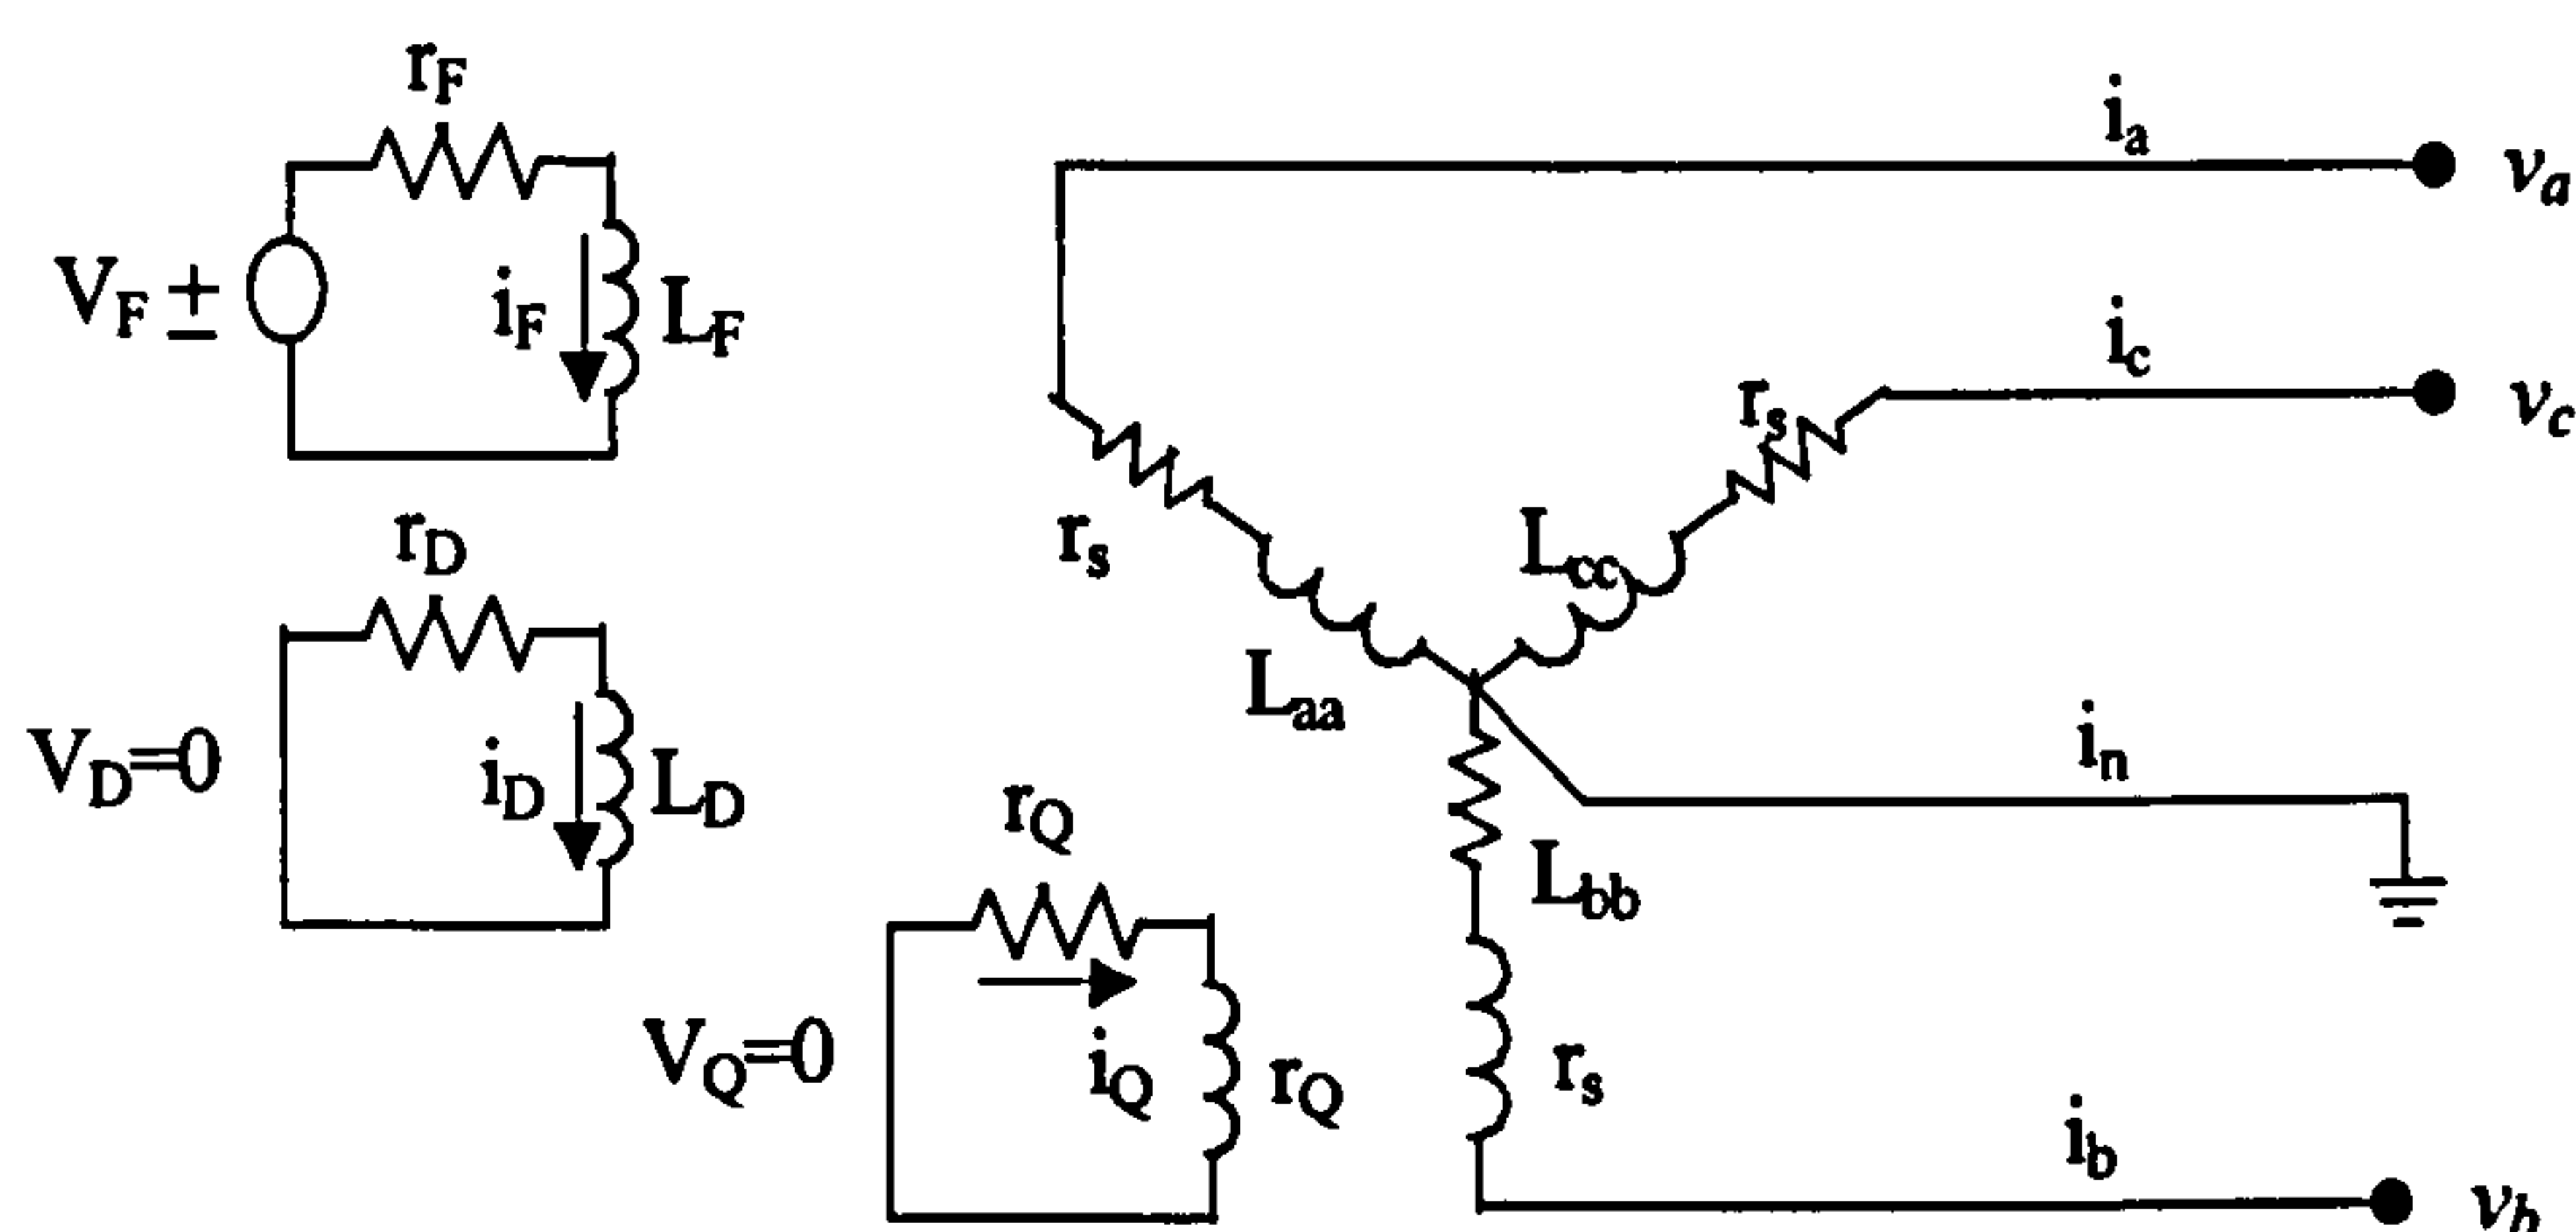 r_F
V_F ±
i_F
L_F
r_D
V_D=0
i_D
L_D
r_Q
V_Q=0
i_Q
r_Q
i_a
v_a
i_c
v_c
r_s
r_s
L_cc
L_aa
i_n
L_bb
r_s
i_b
v_b